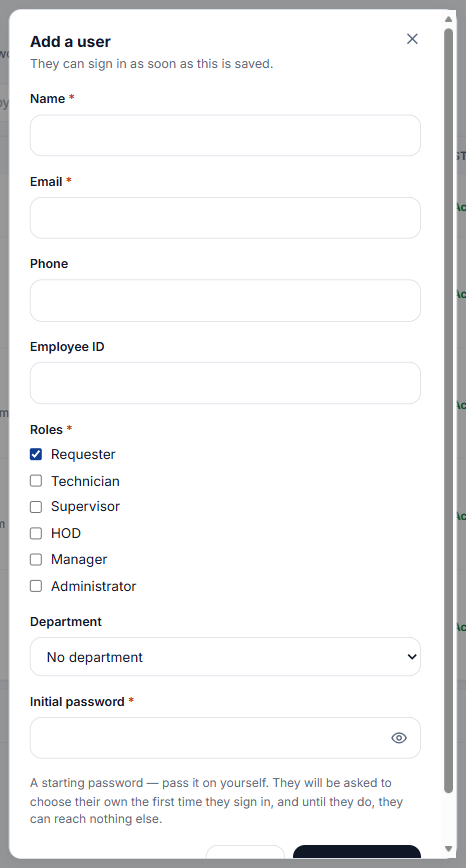 Add a user
They can sign in as soon as this is saved.
Name *
Email *
Phone
Employee ID
Roles *
Requester
Technician
Supervisor
HOD
Manager
Administrator
Department
No department
Initial password *
A starting password — pass it on yourself. They will be asked to
choose their own the first time they sign in, and until they do, they
can reach nothing else.